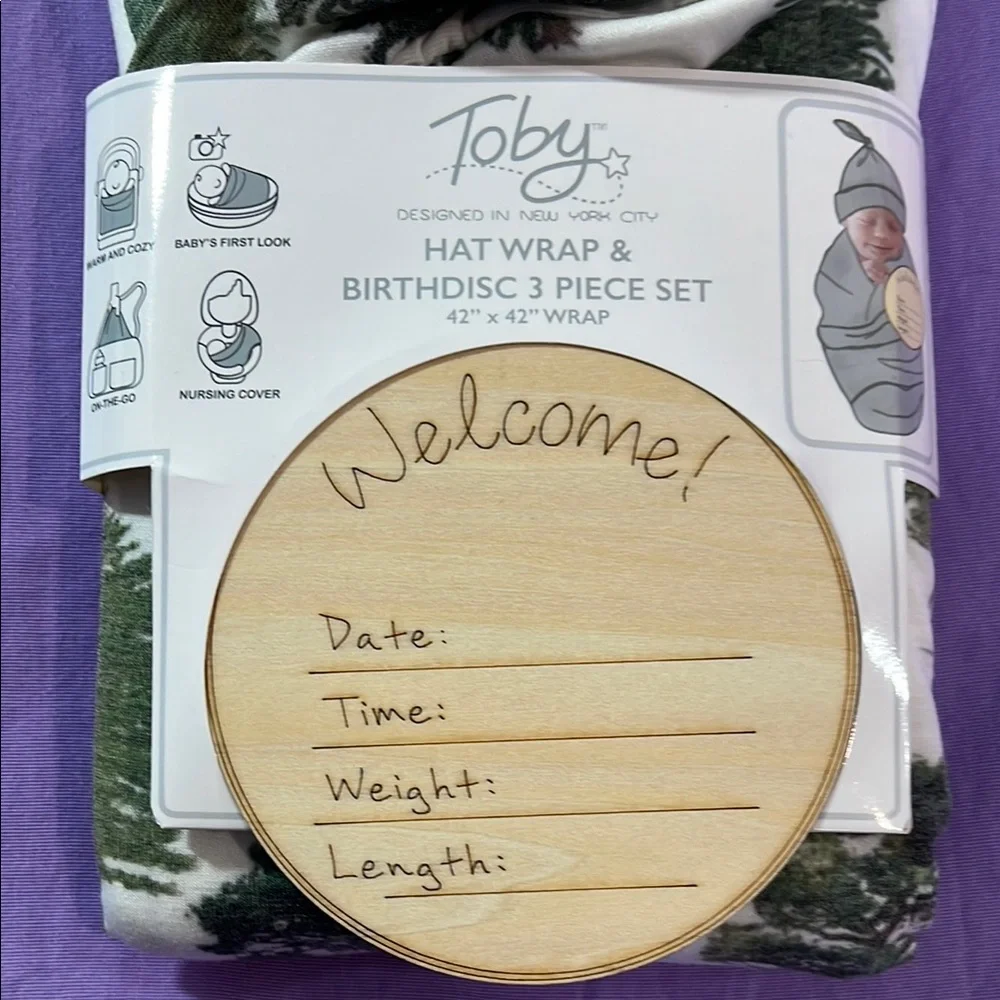 Toby™
DESIGNED IN NEW YORK CITY
HAT WRAP &
BIRTHDISC 3 PIECE SET
42" x 42" WRAP
WARM AND COZY
BABY'S FIRST LOOK
ON-THE-GO
NURSING COVER
Welcome!
Date:
Time:
Weight:
Length: